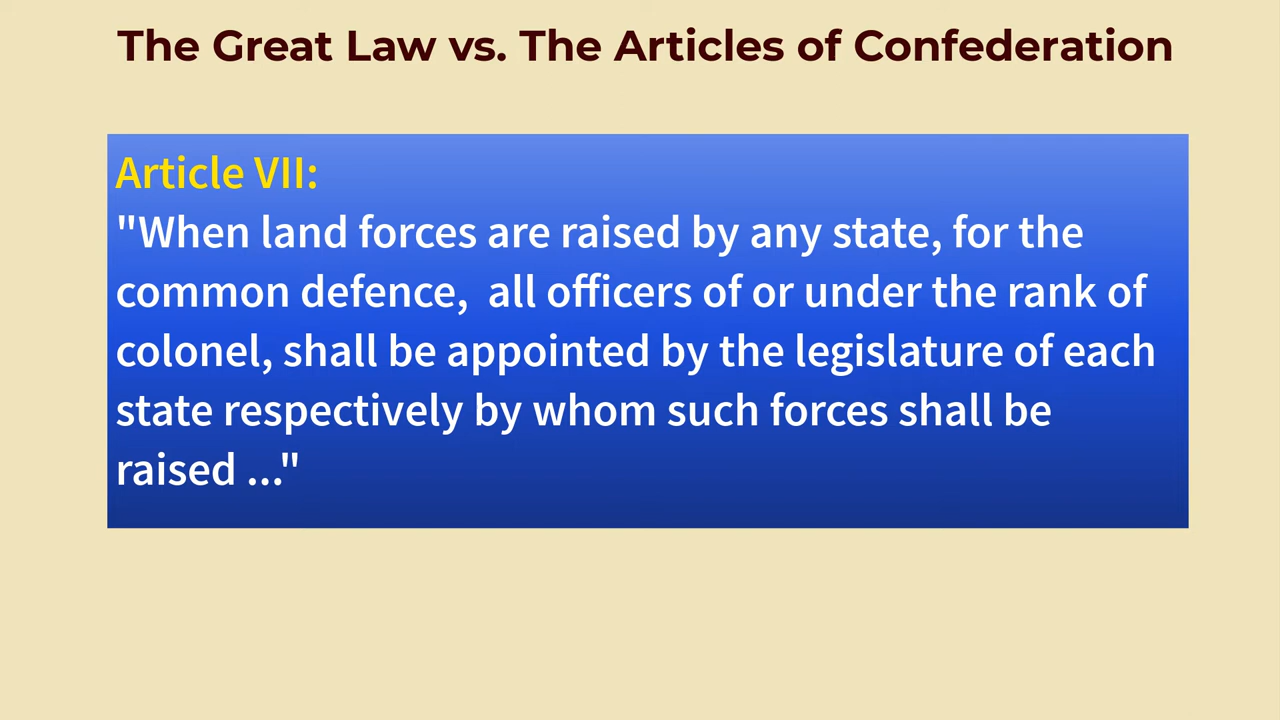 The Great Law vs. The Articles of Confederation
Article VII:
"When land forces are raised by any state, for the
common defence,  all officers of or under the rank of
colonel, shall be appointed by the legislature of each
state respectively by whom such forces shall be
raised ..."